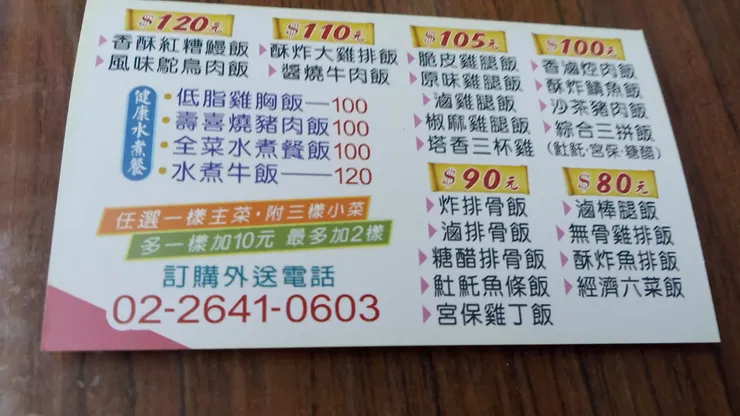 $120元
香酥紅糟鰻飯
風味鴕鳥肉飯
$110元
酥炸大雞排飯
醬燒牛肉飯
$105元
脆皮雞腿飯
原味雞腿飯
滷雞腿飯
椒麻雞腿飯
塔香三杯雞
$100元
香滷焢肉飯
酥炸鯖魚飯
沙茶豬肉飯
綜合三拼飯
(魠魠·宮保·糖醋)
健康水煮餐
·低脂雞胸飯—100
·壽喜燒豬肉飯100
·全菜水煮餐飯100
·水煮牛飯——120
$90元
炸排骨飯
滷排骨飯
糖醋排骨飯
魠魠魚條飯
宮保雞丁飯
$80元
滷棒腿飯
無骨雞排飯
酥炸魚排飯
經濟六菜飯
任選一樣主菜·附三樣小菜
多一樣加10元 最多加2樣
訂購外送電話
02-2641-0603